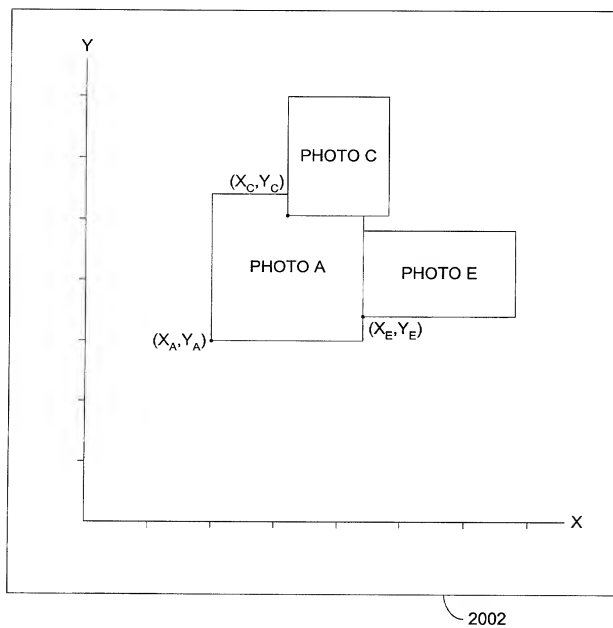 Y
PHOTO C
(X_C,Y_C)
PHOTO A
PHOTO E
(X_E,Y_E)
(X_A,Y_A)
X
2002